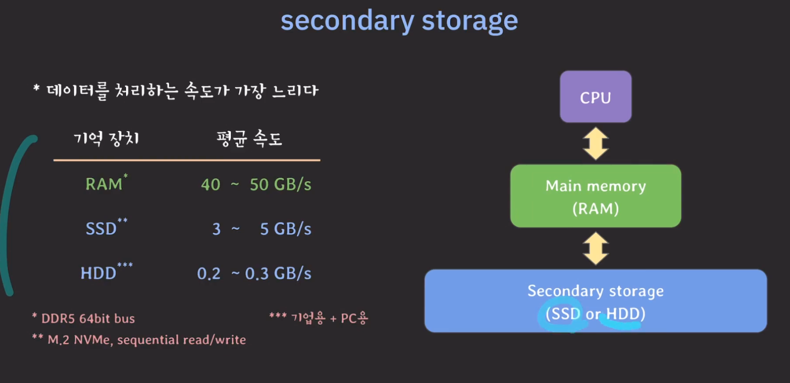 secondary storage
* 데이터를 처리하는 속도가 가장 느리다
기억 장치 평균 속도
RAM* 40 ~ 50 GB/s
SSD** 3 ~ 5 GB/s
HDD*** 0.2 ~ 0.3 GB/s
* DDR5 64bit bus *** 기업용 + PC용
** M.2 NVMe, sequential read/write
CPU
Main memory
(RAM)
Secondary storage
(SSD or HDD)